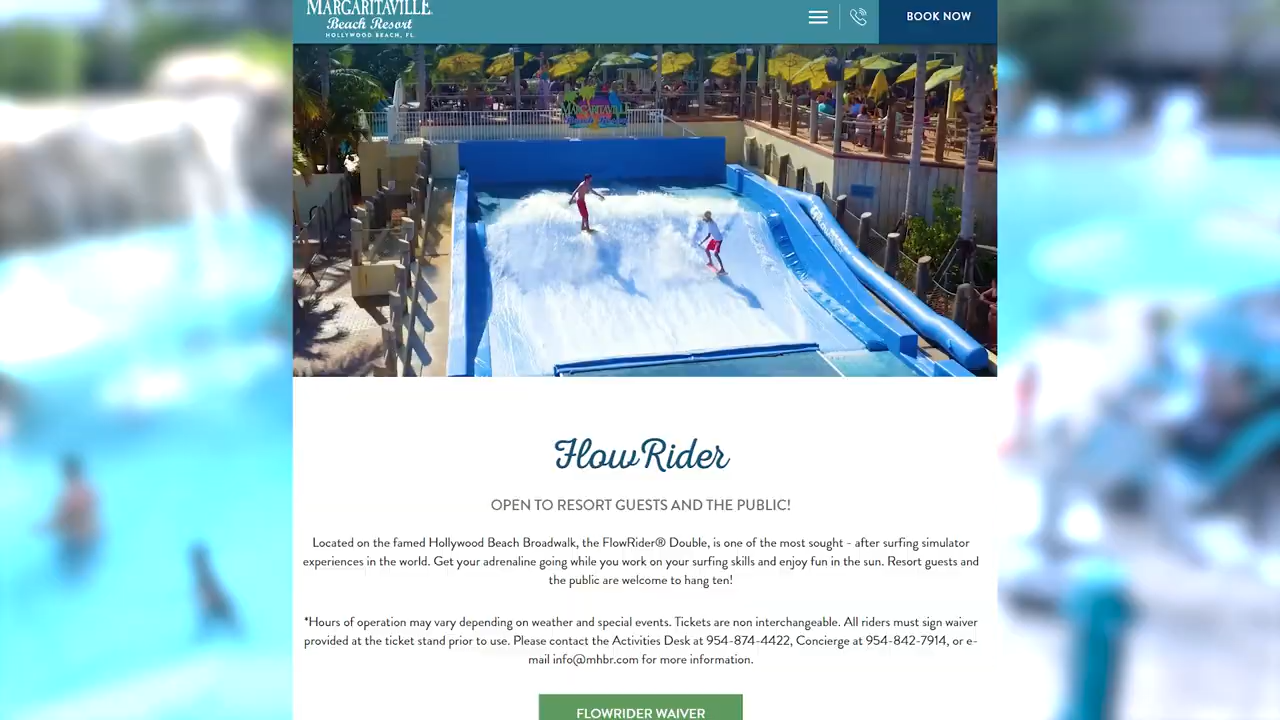 MARGARITAVILLE
Beach Resort
HOLLYWOOD BEACH, FL
BOOK NOW
MARGARITAVILLE
FlowRider
OPEN TO RESORT GUESTS AND THE PUBLIC!
Located on the famed Hollywood Beach Broadwalk, the FlowRider® Double, is one of the most sought - after surfing simulator
experiences in the world. Get your adrenaline going while you work on your surfing skills and enjoy fun in the sun. Resort guests and
the public are welcome to hang ten!
*Hours of operation may vary depending on weather and special events. Tickets are non interchangeable. All riders must sign waiver
provided at the ticket stand prior to use. Please contact the Activities Desk at 954-874-4422, Concierge at 954-842-7914, or e-
mail info@mhbr.com for more information.
FLOWRIDER WAIVER